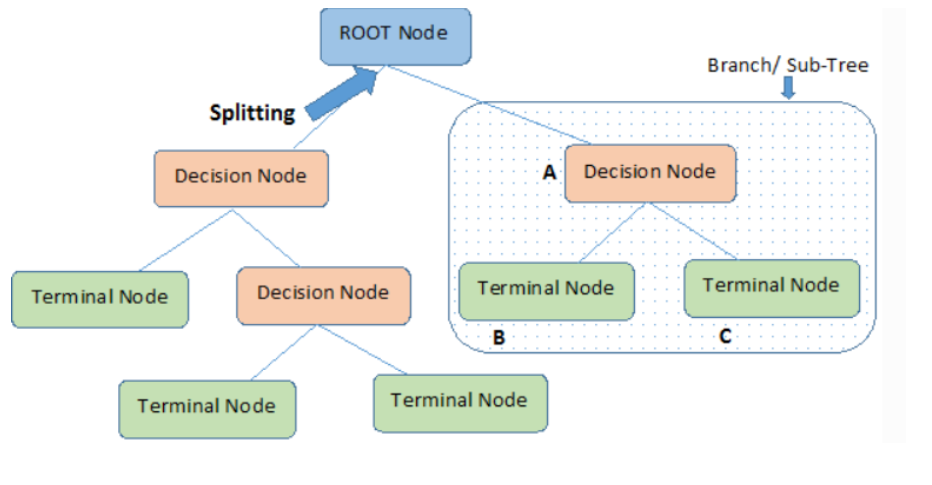 ROOT Node
Branch/ Sub-Tree
Splitting
Decision Node
A
Decision Node
Terminal Node
Decision Node
Terminal Node
Terminal Node
B
C
Terminal Node
Terminal Node